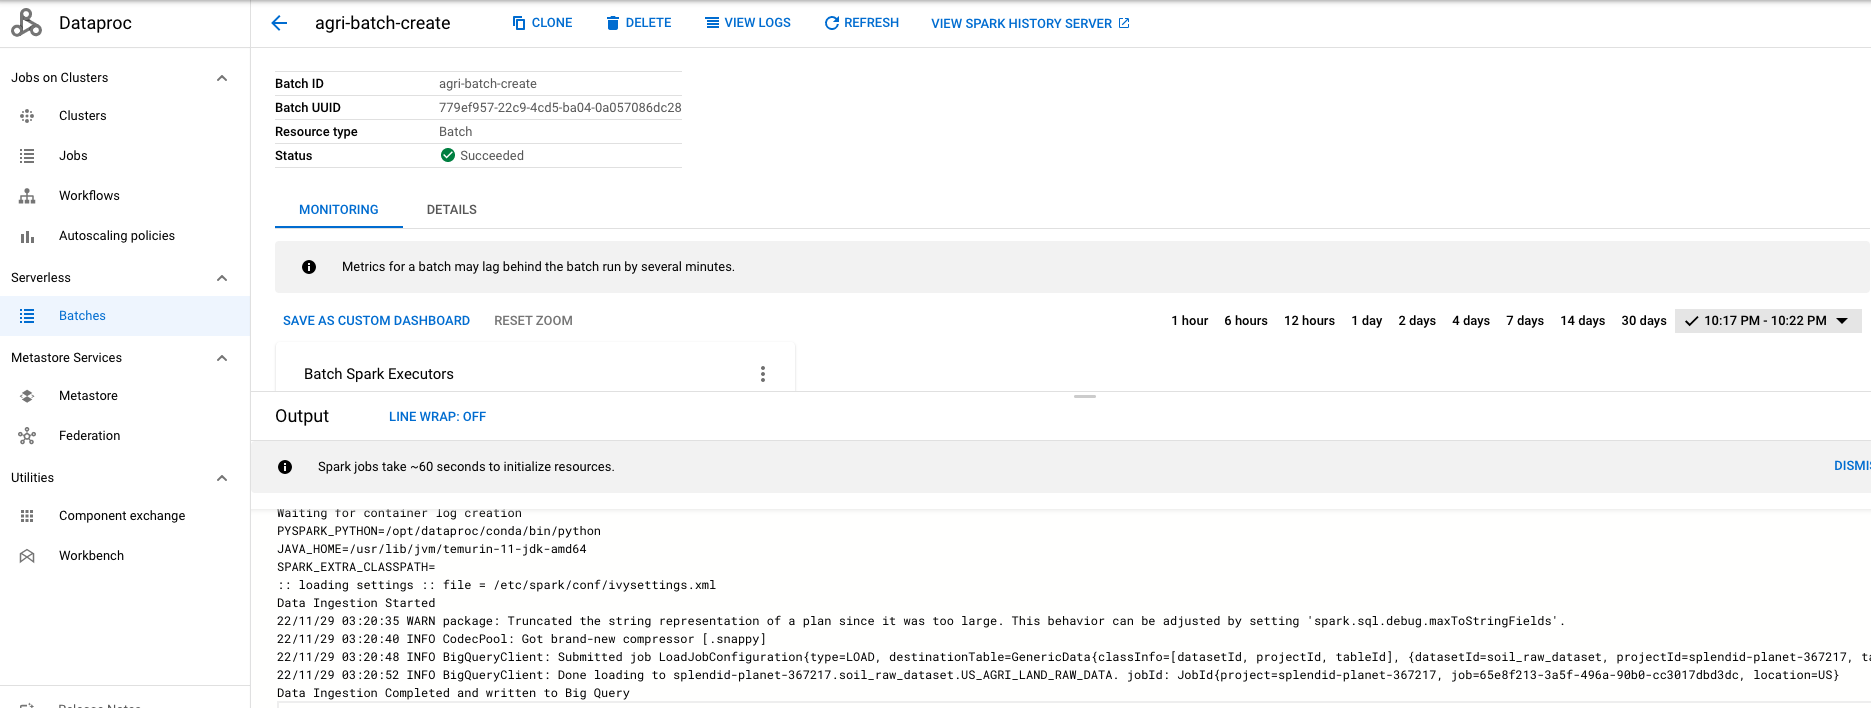 Dataproc
agri-batch-create
CLONE
DELETE
VIEW LOGS
REFRESH
VIEW SPARK HISTORY SERVER
Jobs on Clusters
Clusters
Jobs
Workflows
Autoscaling policies
Serverless
Batches
Metastore Services
Metastore
Federation
Utilities
Component exchange
Workbench
Release Notes
Batch ID agri-batch-create
Batch UUID 779ef957-22c9-4cd5-ba04-0a057086dc28
Resource type Batch
Status Succeeded
MONITORING DETAILS
Metrics for a batch may lag behind the batch run by several minutes.
SAVE AS CUSTOM DASHBOARD RESET ZOOM 1 hour 6 hours 12 hours 1 day 2 days 4 days 7 days 14 days 30 days 10:17 PM - 10:22 PM
Batch Spark Executors
Output LINE WRAP: OFF
Spark jobs take ~60 seconds to initialize resources. DISMIS
Waiting for container log creation
PYSPARK_PYTHON=/opt/dataproc/conda/bin/python
JAVA_HOME=/usr/lib/jvm/temurin-11-jdk-amd64
SPARK_EXTRA_CLASSPATH=
:: loading settings :: file = /etc/spark/conf/ivysettings.xml
Data Ingestion Started
22/11/29 03:20:35 WARN package: Truncated the string representation of a plan since it was too large. This behavior can be adjusted by setting 'spark.sql.debug.maxToStringFields'.
22/11/29 03:20:40 INFO CodecPool: Got brand-new compressor [.snappy]
22/11/29 03:20:48 INFO BigQueryClient: Submitted job LoadJobConfiguration{type=LOAD, destinationTable=GenericData{classInfo=[datasetId, projectId, tableId], {datasetId=soil_raw_dataset, projectId=splendid-planet-367217, ta
22/11/29 03:20:52 INFO BigQueryClient: Done loading to splendid-planet-367217.soil_raw_dataset.US_AGRI_LAND_RAW_DATA. jobId: JobId{project=splendid-planet-367217, job=65e8f213-3a5f-496a-90b0-cc3017dbd3dc, location=US}
Data Ingestion Completed and written to Big Query